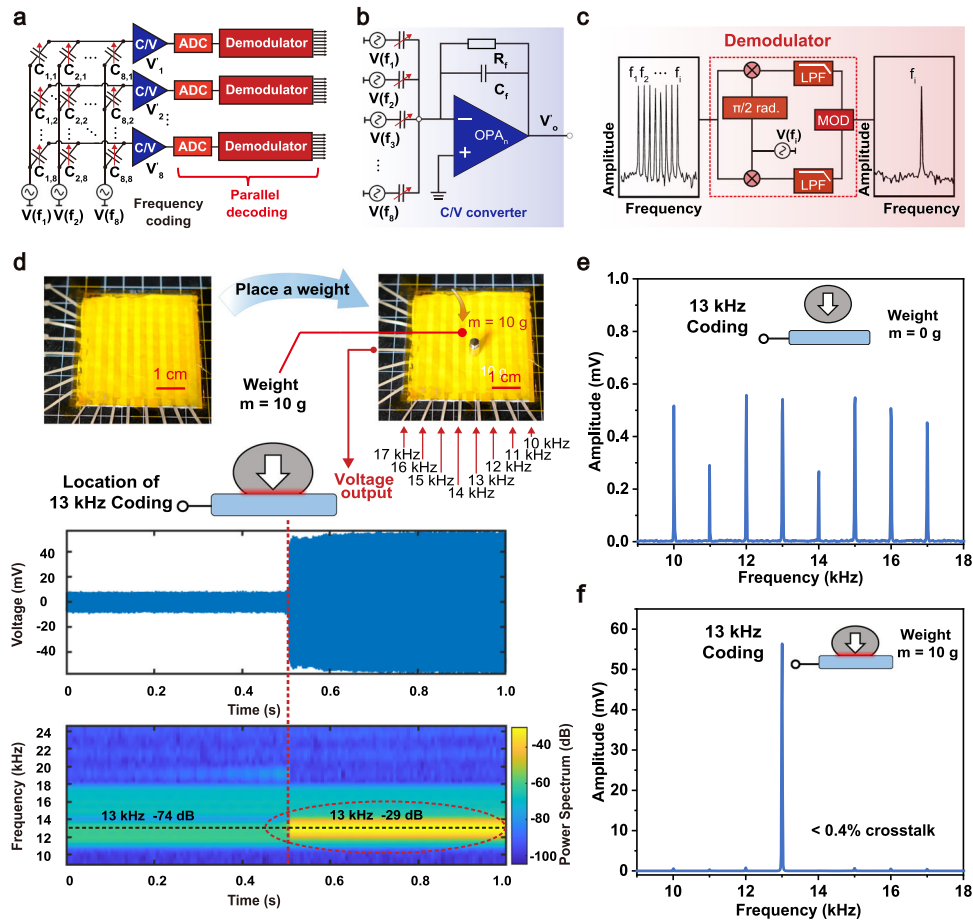 a
C/V
ADC
Demodulator
V'1
C1,1
C2,1
C8,1
C/V
ADC
Demodulator
V'2
C1,2
C2,2
C8,2
C/V
ADC
Demodulator
V'8
C1,8
C2,8
C8,8
V(f1) V(f2) V(f8)
Frequency
coding
Parallel
decoding
b
V(f1)
V(f2)
V(f3)
V(f8)
Rf
Cf
−
+
OPAn
V'o
C/V converter
c
Demodulator
Amplitude
f1 f2 ··· fi
Frequency
π/2 rad.
V(fi)
LPF
LPF
MOD
Amplitude
fi
Frequency
d
Place a weight
1 cm
Weight
m = 10 g
m = 10 g
1 cm
17 kHz
16 kHz
15 kHz
14 kHz
13 kHz
12 kHz
11 kHz
10 kHz
Voltage
output
Location of
13 kHz Coding
Voltage (mV)
40
20
0
-20
-40
0 0.2 0.4 0.6 0.8 1.0
Time (s)
Frequency (kHz)
24
22
20
18
16
14
12
10
13 kHz -74 dB
13 kHz -29 dB
0 0.2 0.4 0.6 0.8 1.0
Time (s)
-40
-60
-80
-100
Power Spectrum (dB)
e
1.0
0.8
0.6
0.4
0.2
0.0
Amplitude (mV)
13 kHz
Coding
Weight
m = 0 g
10 12 14 16 18
Frequency (kHz)
f
60
50
40
30
20
10
0
Amplitude (mV)
13 kHz
Coding
Weight
m = 10 g
< 0.4% crosstalk
10 12 14 16 18
Frequency (kHz)